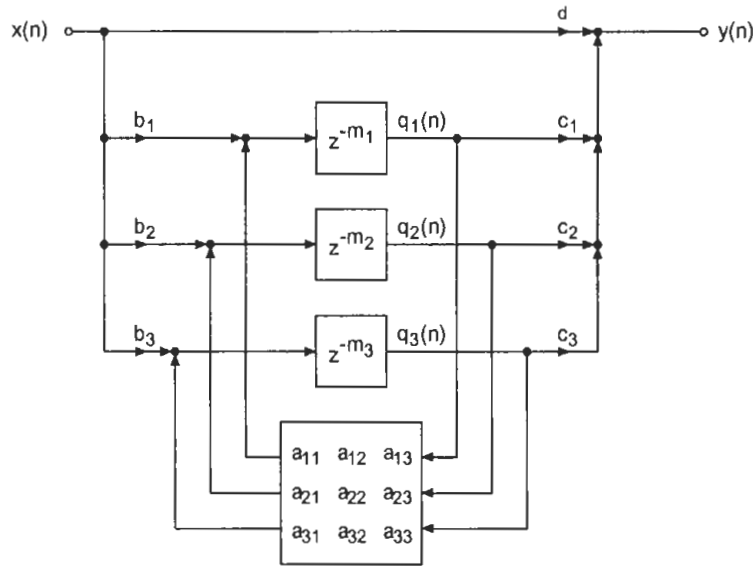 d
x(n) y(n)
b1 z^-m1 q1(n) c1
b2 z^-m2 q2(n) c2
b3 z^-m3 q3(n) c3
a11 a12 a13
a21 a22 a23
a31 a32 a33